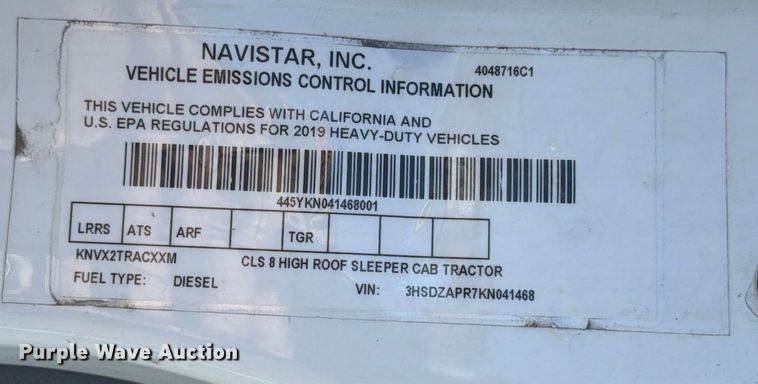 NAVISTAR, INC.
4048716C1
VEHICLE EMISSIONS CONTROL INFORMATION
THIS VEHICLE COMPLIES WITH CALIFORNIA AND
U.S. EPA REGULATIONS FOR 2019 HEAVY-DUTY VEHICLES
445YKN041468001
LRRS ATS ARF TGR
KNVX2TRACXXM
CLS 8 HIGH ROOF SLEEPER CAB TRACTOR
FUEL TYPE: DIESEL
VIN: 3HSDZAPR7KN041468
Purple Wave Auction